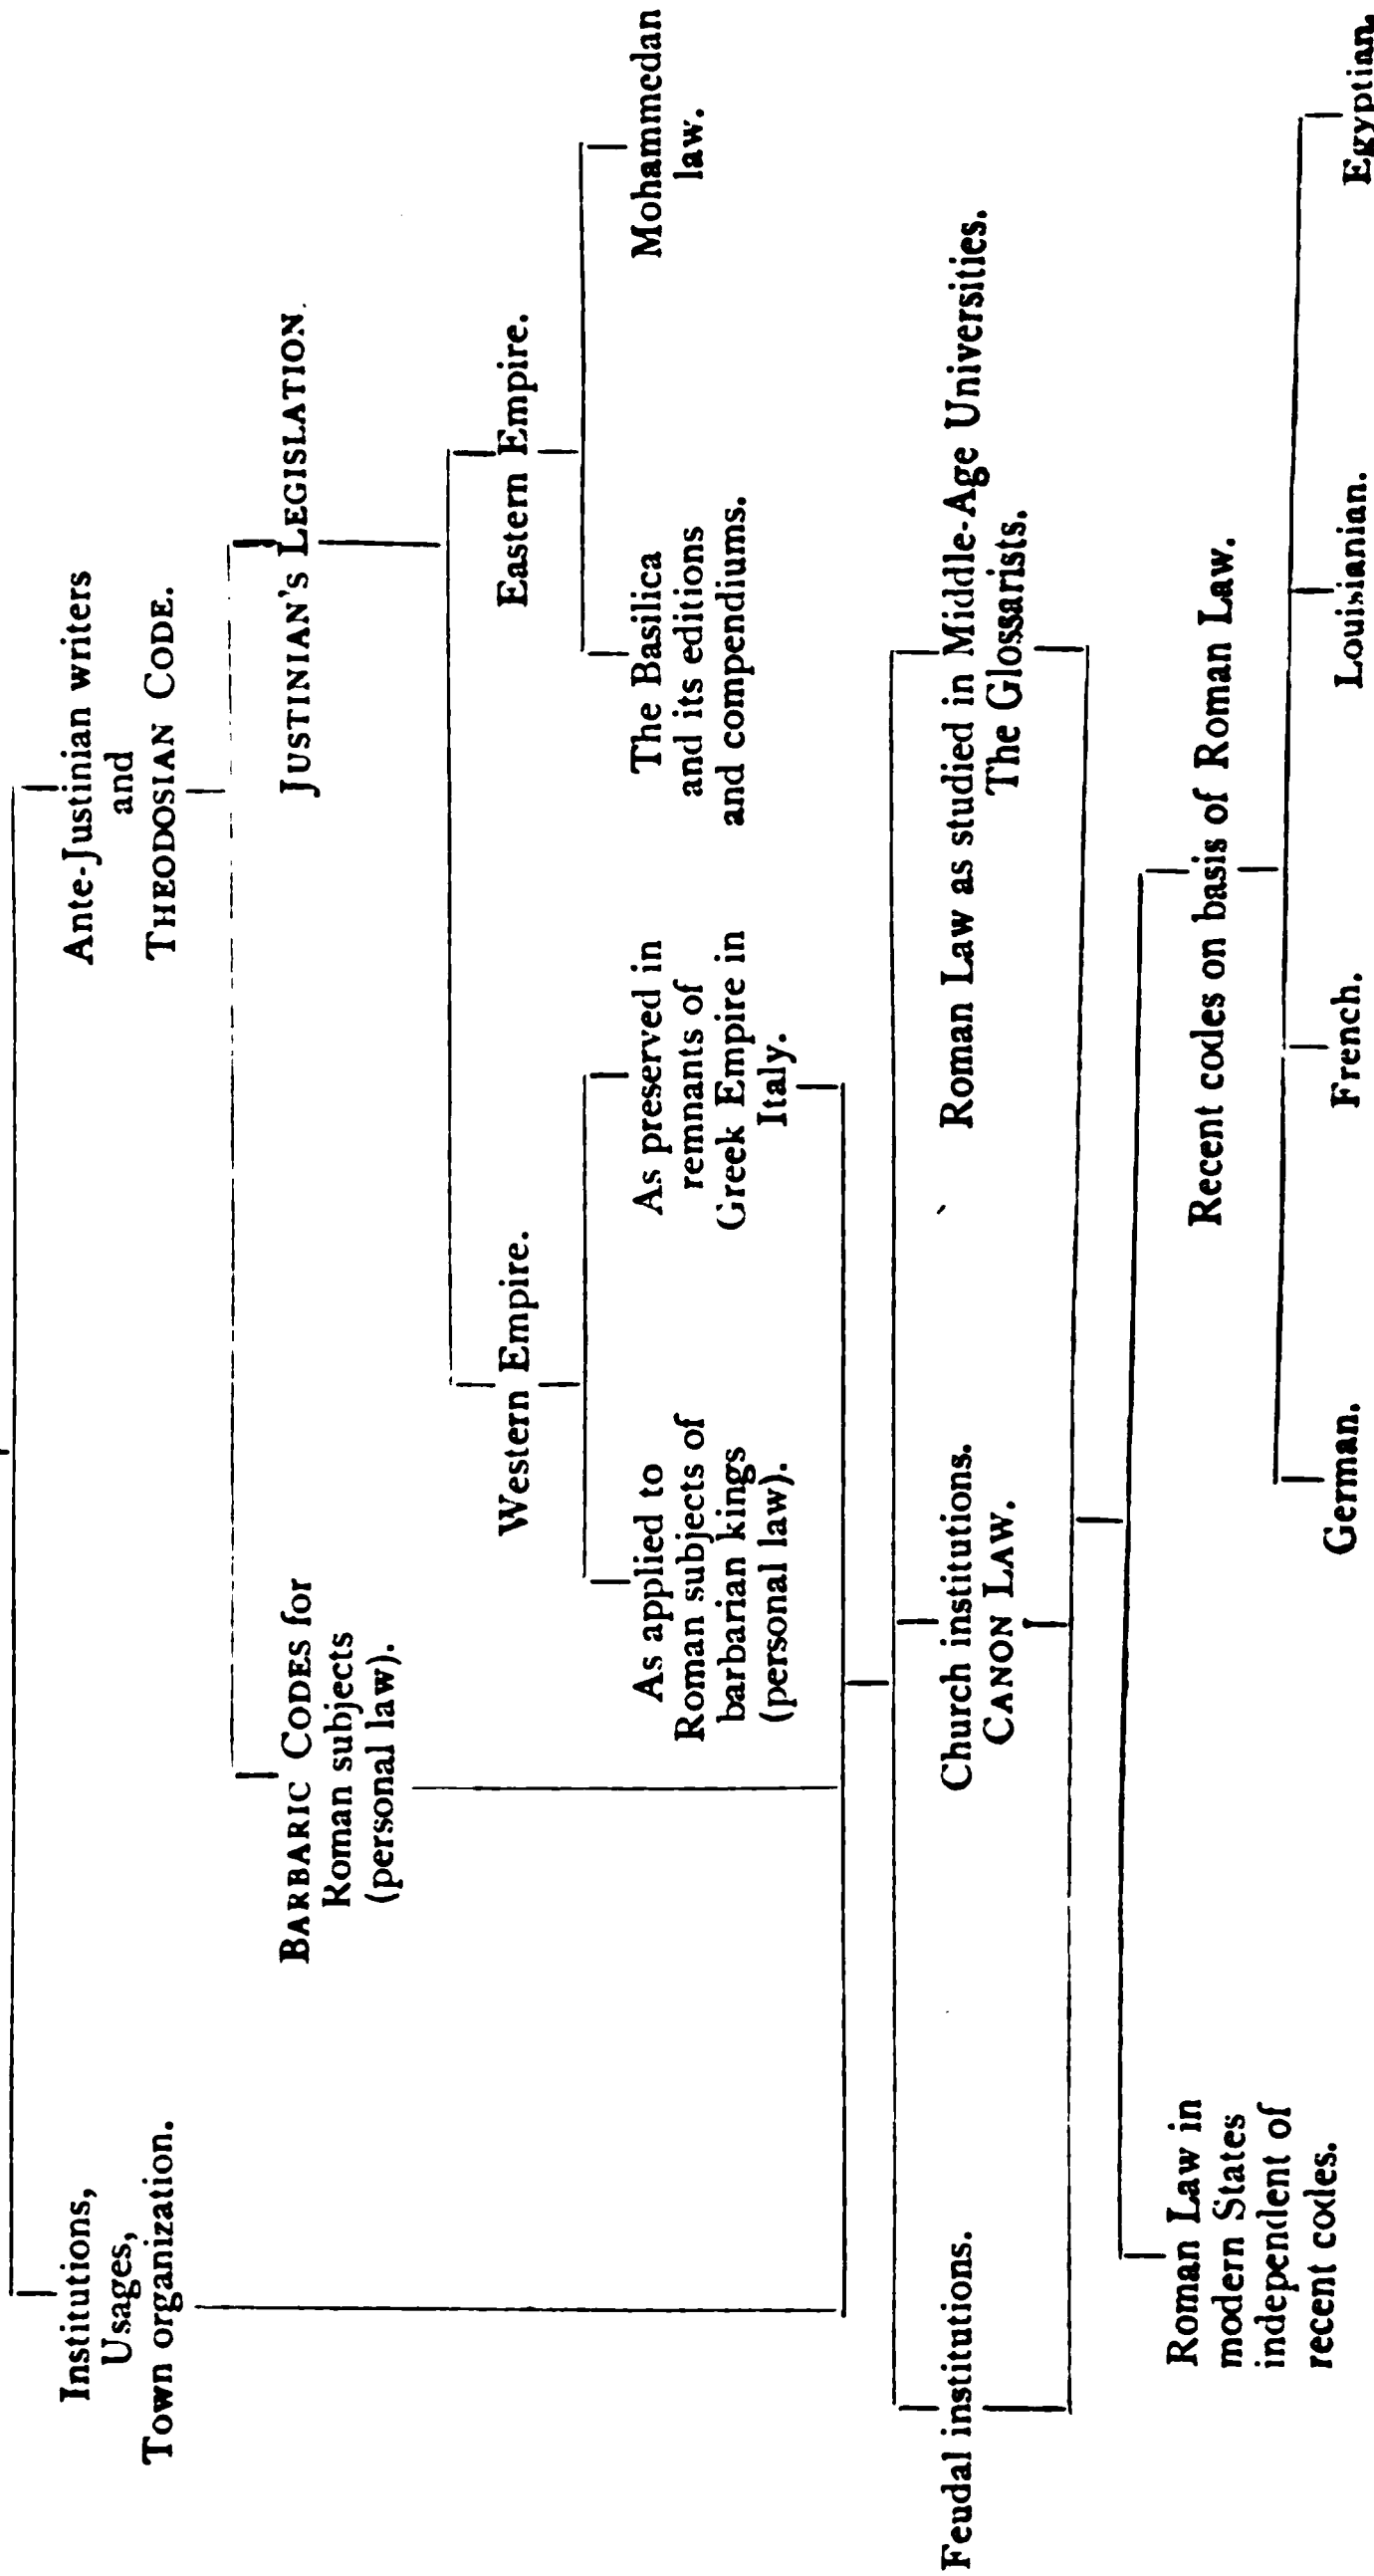 Institutions,
Usages,
Town organization.
Ante-Justinian writers
and
THEODOSIAN CODE.
BARBARIC CODES for
Roman subjects
(personal law).
JUSTINIAN'S LEGISLATION.
Western Empire.
Eastern Empire.
As applied to
Roman subjects of
barbarian kings
(personal law).
As preserved in
remnants of
Greek Empire in
Italy.
The Basilica
and its editions
and compendiums.
Mohammedan
law.
Feudal institutions.
Church institutions.
CANON LAW.
Roman Law as studied in Middle-Age Universities.
The Glossarists.
Roman Law in
modern States
independent of
recent codes.
Recent codes on basis of Roman Law.
German.
French.
Louisianian.
Egyptian.